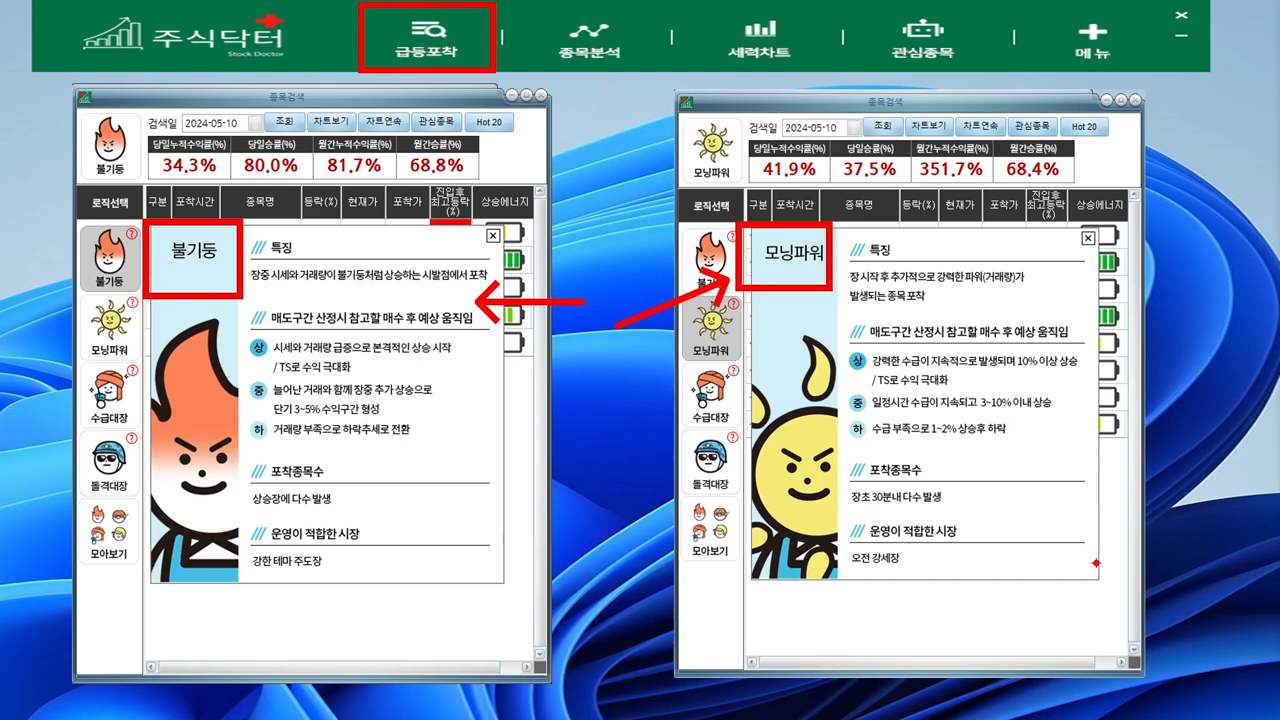 주식닥터
Stock Doctor
급등포착
종목분석
세력차트
관심종목
메뉴
종목검색
불기둥
검색일 2024-05-10 조회 차트보기 차트연속 관심종목 Hot 20
당일누적수익률(%) 당일승률(%) 월간누적수익률(%) 월간승률(%)
34.3% 80.0% 81.7% 68.8%
로직선택
구분 포착시간 종목명 등락(%) 현재가 포착가 진입후 최고등락 (%) 상승에너지
불기둥
모닝파워
수급대장
돌격대장
모아보기
불기둥
/// 특징
장중 시세와 거래량이 불기둥처럼 상승하는 시발점에서 포착
/// 매도구간 산정시 참고할 매수 후 예상 움직임
상 시세와 거래량 급증으로 본격적인 상승 시작
/ TS로 수익 극대화
중 늘어난 거래와 함께 장중 추가 상승으로
단기 3~5% 수익구간 형성
하 거래량 부족으로 하락추세로 전환
/// 포착종목수
상승장에 다수 발생
/// 운영이 적합한 시장
강한 테마 주도장
종목검색
모닝파워
검색일 2024-05-10 조회 차트보기 차트연속 관심종목 Hot 20
당일누적수익률(%) 당일승률(%) 월간누적수익률(%) 월간승률(%)
41.9% 37.5% 351.7% 68.4%
로직선택
구분 포착시간 종목명 등락(%) 현재가 포착가 진입후 최고등락 (%) 상승에너지
모닝파워
수급대장
돌격대장
모아보기
모닝파워
/// 특징
장 시작 후 추가적으로 강력한 파워(거래량)가
발생되는 종목 포착
/// 매도구간 산정시 참고할 매수 후 예상 움직임
상 강력한 수급이 지속적으로 발생되며 10% 이상 상승
/ TS로 수익 극대화
중 일정시간 수급이 지속되고 3~10% 이내 상승
하 수급 부족으로 1~2% 상승후 하락
/// 포착종목수
장초 30분내 다수 발생
/// 운영이 적합한 시장
오전 강세장